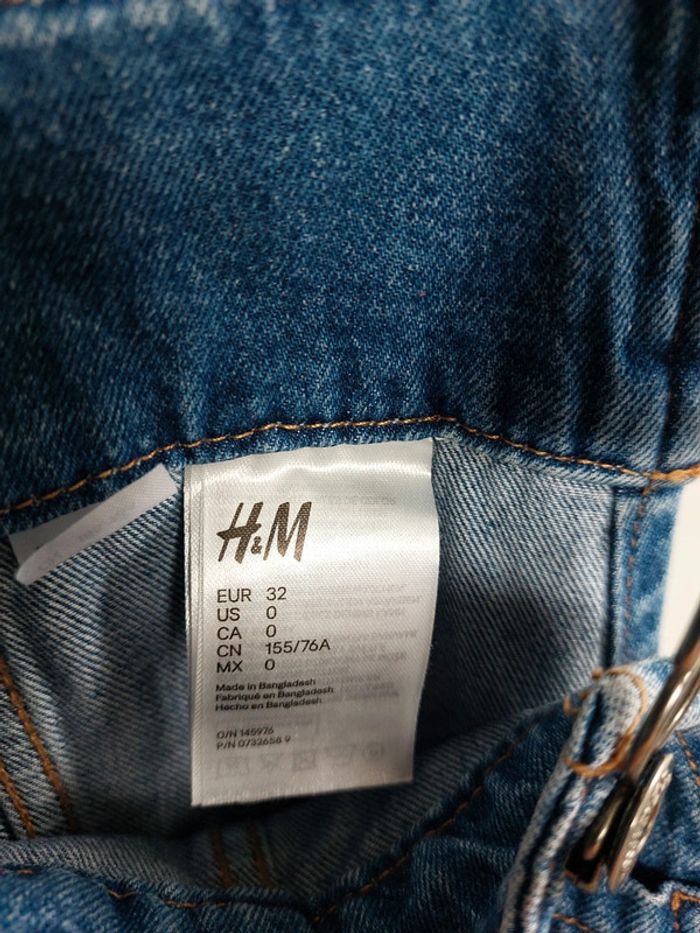 H&M
EUR 32
US 0
CA 0
CN 155/76A
MX 0
Made in Bangladesh
Fabriqué en Bangladesh
Hecho en Bangladesh
O/N 145976
P/N 0732658 9